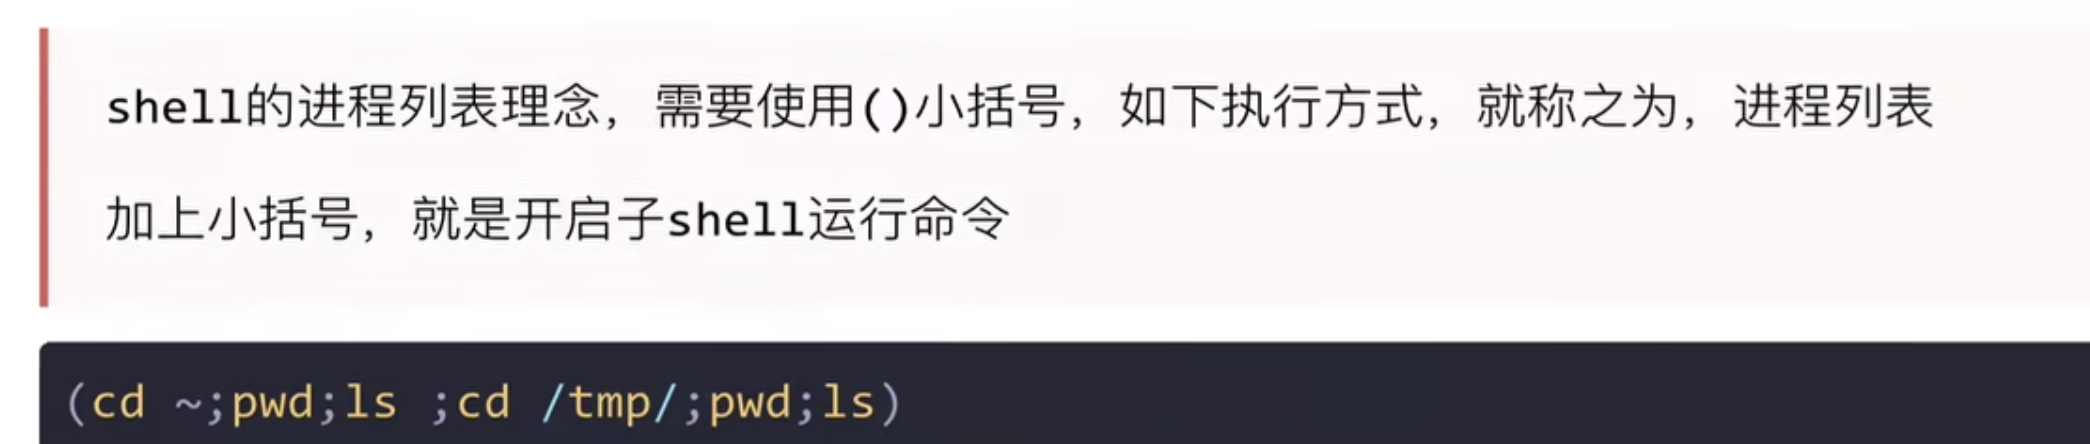 shell的进程列表理念，需要使用()小括号，如下执行方式，就称之为，进程列表
加上小括号，就是开启子shell运行命令
(cd ~;pwd;ls ;cd /tmp/;pwd;ls)